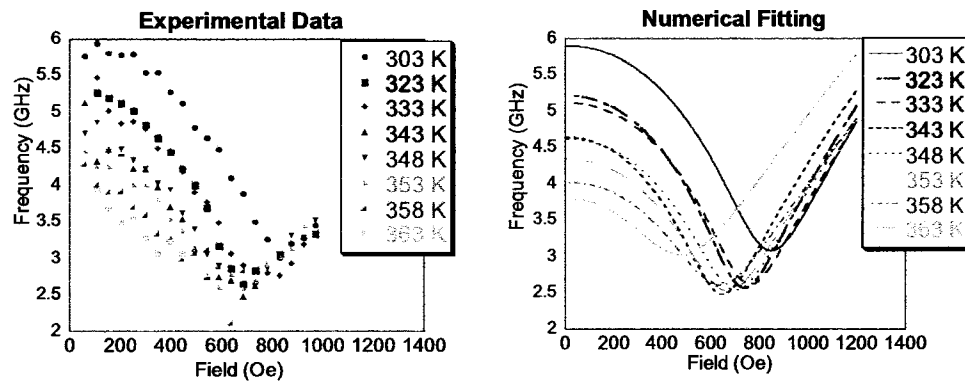 Experimental Data
Frequency (GHz)
6
5.5
5
4.5
4
3.5
3
2.5
2
0 200 400 600 800 1000 1200 1400
Field (Oe)
303 K
323 K
333 K
343 K
348 K
353 K
358 K
363 K
Numerical Fitting
Frequency (GHz)
6
5.5
5
4.5
4
3.5
3
2.5
2
0 200 400 600 800 1000 1200 1400
Field (Oe)
303 K
323 K
333 K
343 K
348 K
353 K
358 K
363 K